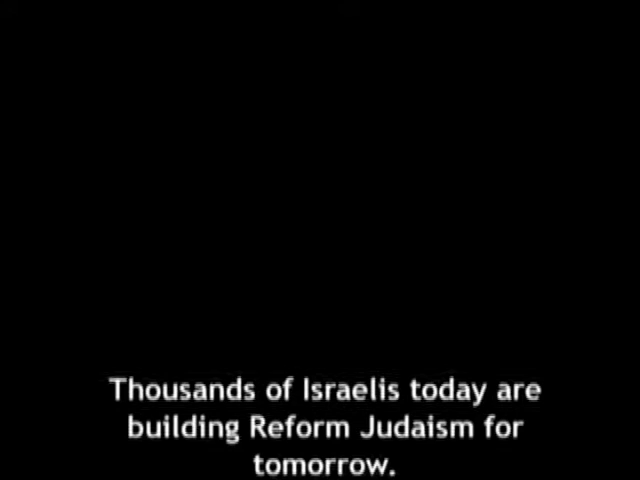 Thousands of Israelis today are
building Reform Judaism for
tomorrow.